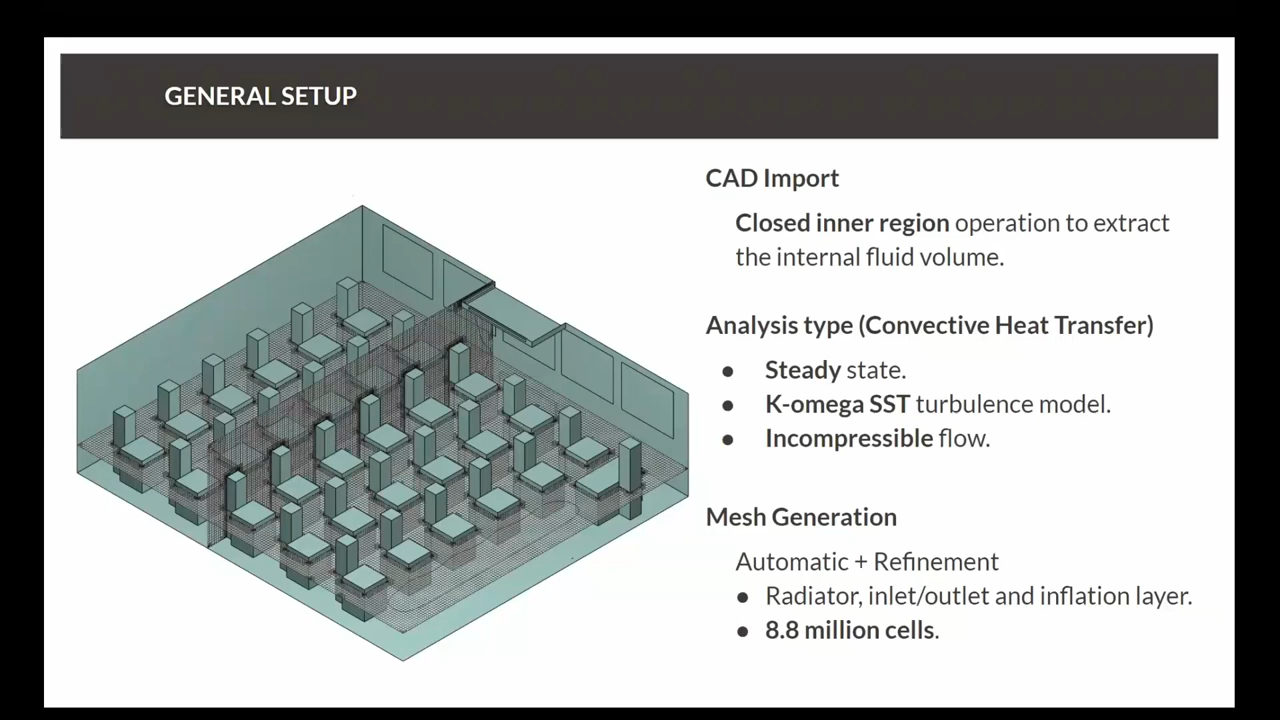 GENERAL SETUP
CAD Import
Closed inner region operation to extract
the internal fluid volume.
Analysis type (Convective Heat Transfer)
● Steady state.
● K-omega SST turbulence model.
● Incompressible flow.
Mesh Generation
Automatic + Refinement
● Radiator, inlet/outlet and inflation layer.
● 8.8 million cells.